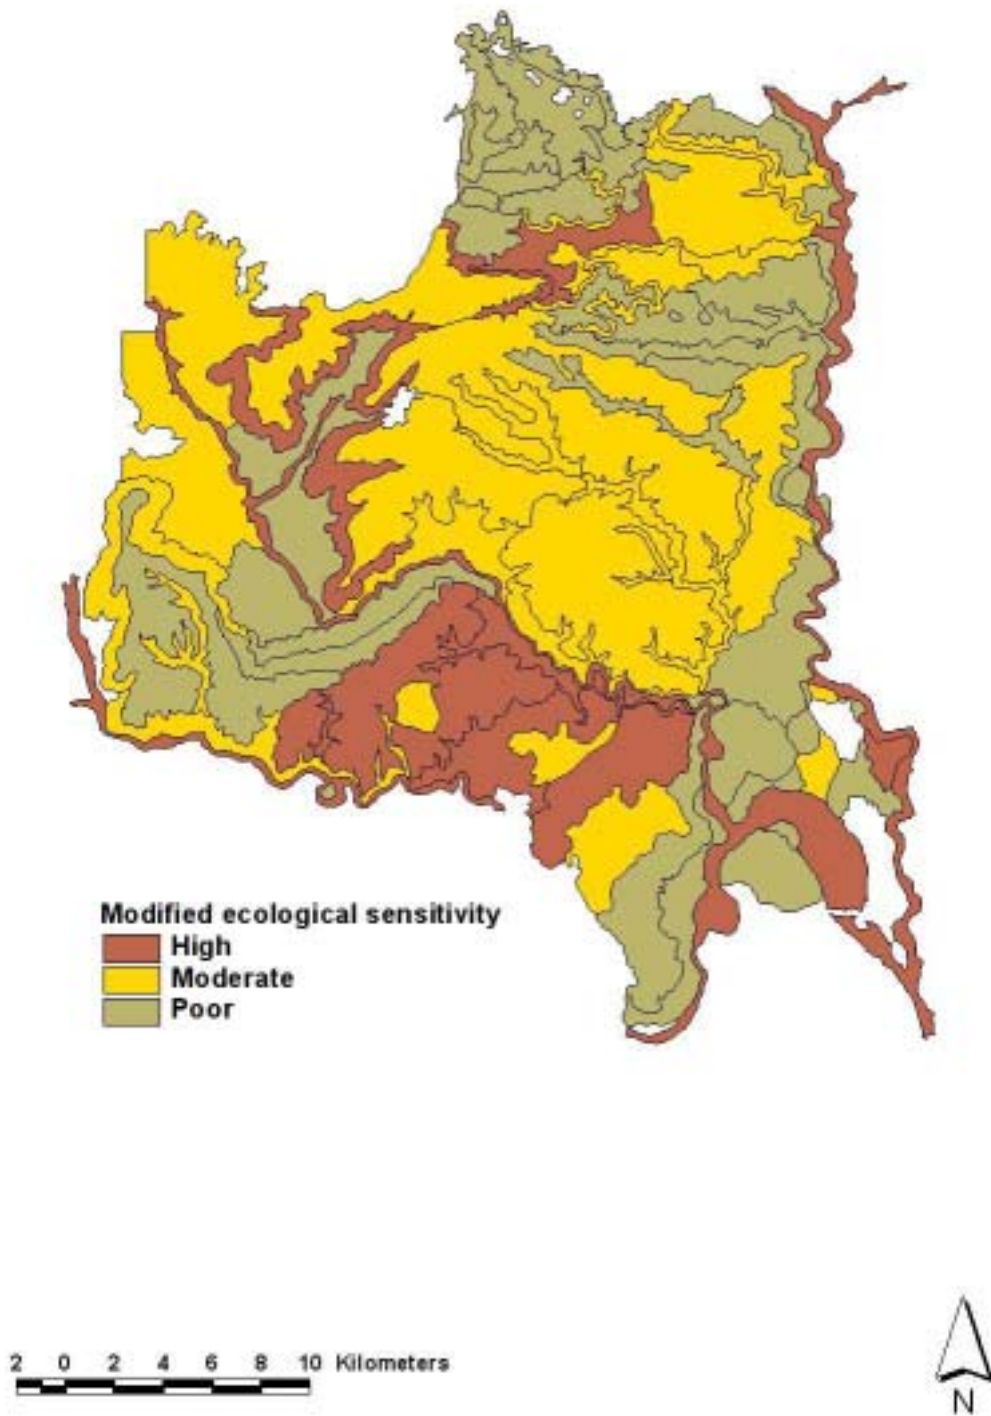 Modified ecological sensitivity
High
Moderate
Poor
2 0 2 4 6 8 10 Kilometers
N